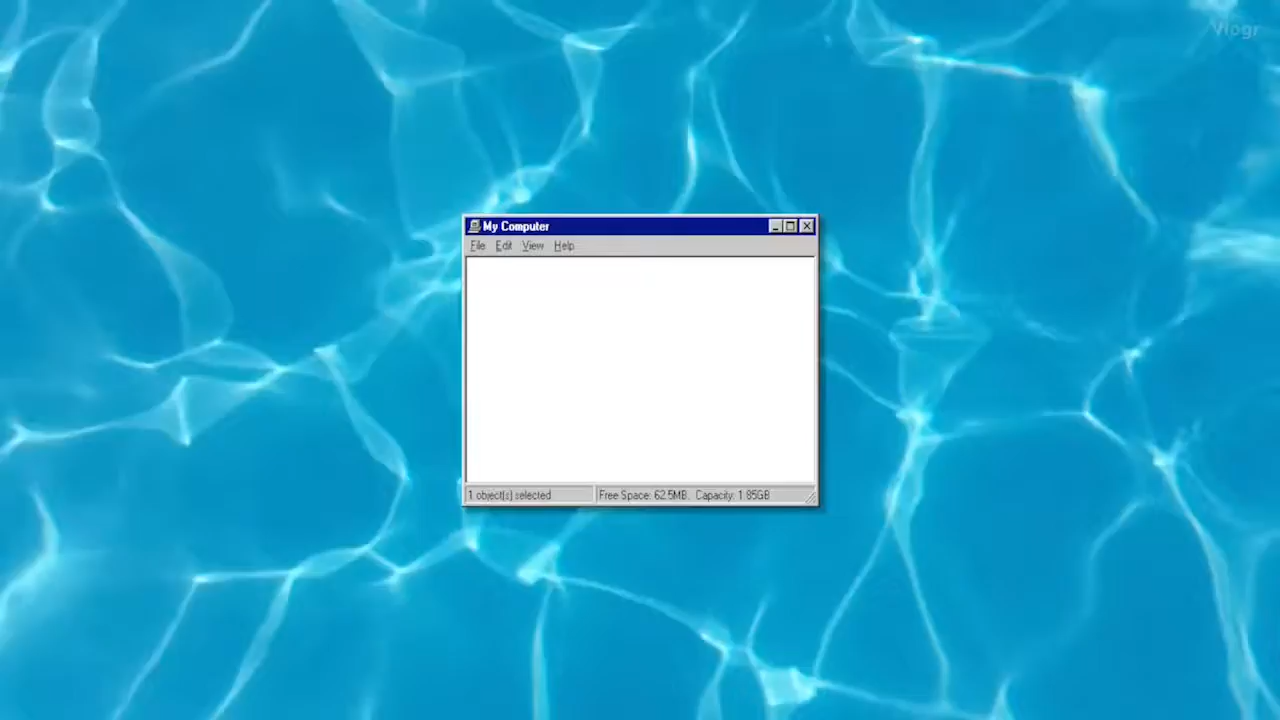 Vlogr
My Computer
File Edit View Help
1 object(s) selected
Free Space: 62.5MB, Capacity: 1.85GB